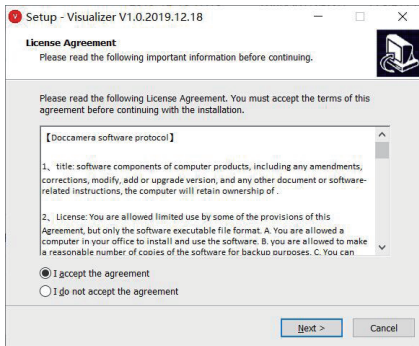 Setup - Visualizer V1.0.2019.12.18
License Agreement
Please read the following important information before continuing.
Please read the following License Agreement. You must accept the terms of this
agreement before continuing with the installation.
【Doccamera software protocol】
1、title: software components of computer products, including any amendments,
corrections, modify, add or upgrade version, and any other document or software-
related instructions, the computer will retain ownership of .
2、License: You are allowed limited use by some of the provisions of this
Agreement, but only the software executable file format. A. You are allowed a
computer in your office to install and use the software. B. you are allowed to make
a reasonable number of copies of the software for backup purposes. C. You can
I accept the agreement
I do not accept the agreement
Next >
Cancel